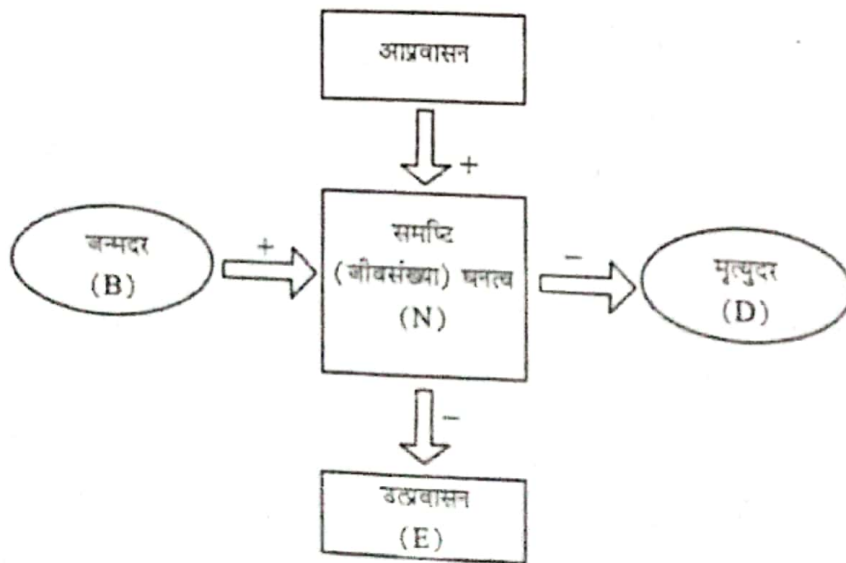 आप्रवासन
+
जन्मदर
(B)
+
समष्टि
(जीवसंख्या) घनत्व
(N)
–
मृत्युदर
(D)
–
उत्प्रवासन
(E)